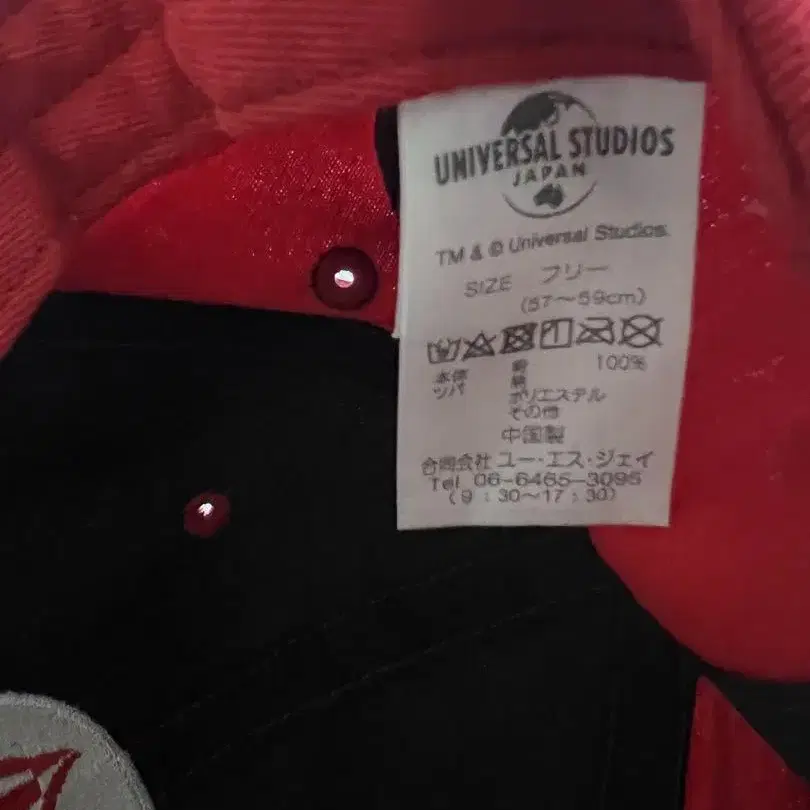 UNIVERSAL STUDIOS
JAPAN
TM & © Universal Studios.
SIZE フリー
(57～59cm)
本体 綿 100%
ツバ 綿
ポリエステル
その他
中国製
合同会社 ユー・エス・ジェイ
Tel 06-6465-3095
(9:30～17:30)